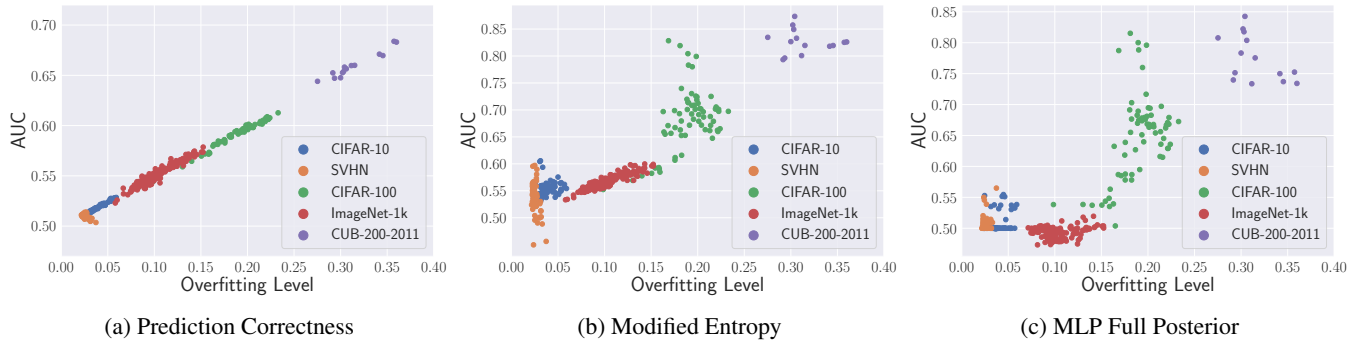 AUC
0.70
0.65
0.60
0.55
0.50
CIFAR-10
SVHN
CIFAR-100
ImageNet-1k
CUB-200-2011
0.00 0.05 0.10 0.15 0.20 0.25 0.30 0.35 0.40
Overfitting Level
(a) Prediction Correctness
AUC
0.85
0.80
0.75
0.70
0.65
0.60
0.55
0.50
CIFAR-10
SVHN
CIFAR-100
ImageNet-1k
CUB-200-2011
0.00 0.05 0.10 0.15 0.20 0.25 0.30 0.35 0.40
Overfitting Level
(b) Modified Entropy
AUC
0.85
0.80
0.75
0.70
0.65
0.60
0.55
0.50
CIFAR-10
SVHN
CIFAR-100
ImageNet-1k
CUB-200-2011
0.00 0.05 0.10 0.15 0.20 0.25 0.30 0.35 0.40
Overfitting Level
(c) MLP Full Posterior